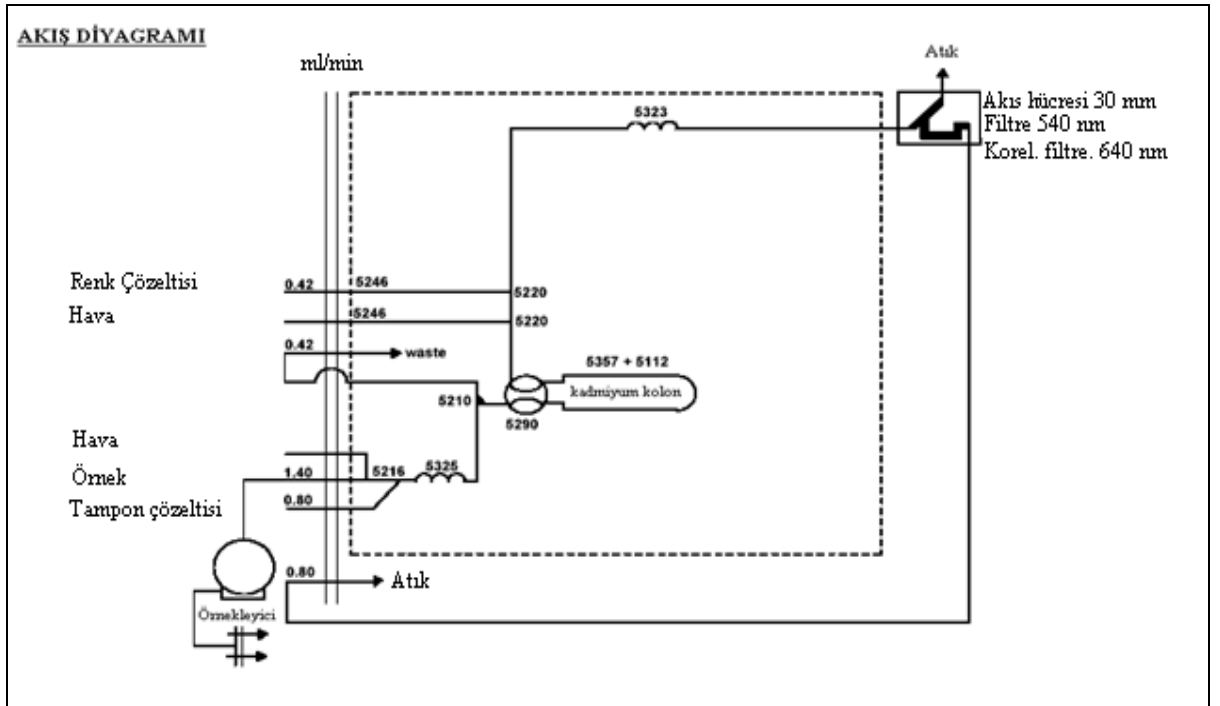 AKIŞ DİYAGRAMI
ml/min
Atık
Akıs hücresi 30 mm
Filtre 540 nm
Korel. filtre. 640 nm
5323
Renk Çözeltisi
0.42
5246
5220
Hava
5246
5220
0.42
waste
5357 + 5112
kadmiyum kolon
5210
5290
Hava
Örnek
1.40
5216
5325
Tampon çözeltisi
0.80
0.80
Atık
Örnekleyici